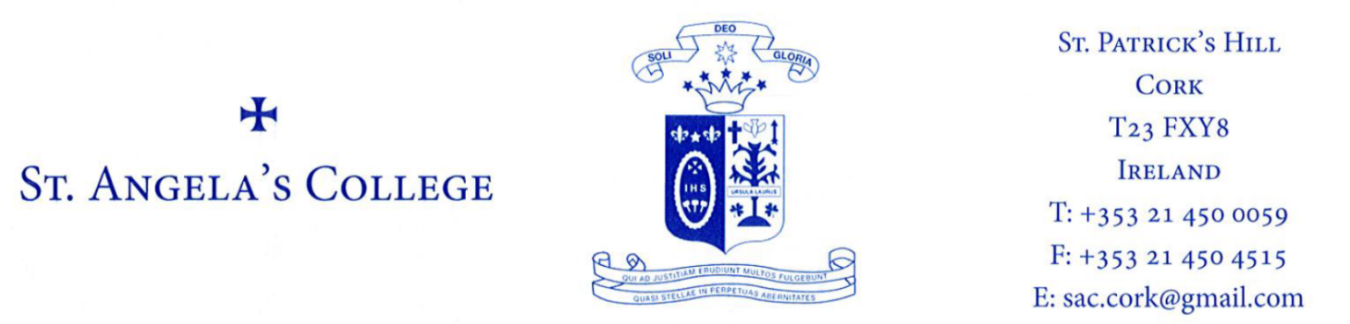 St. Angela's College
SOLI DEO GLORIA
IHS
URSULA LAURUS
QUI AD JUSTITIAM ERUDIUNT MULTOS FULGEBUNT
QUASI STELLAE IN PERPETUAS AEERNITATES
St. Patrick's Hill
Cork
T23 FXY8
Ireland
T: +353 21 450 0059
F: +353 21 450 4515
E: sac.cork@gmail.com